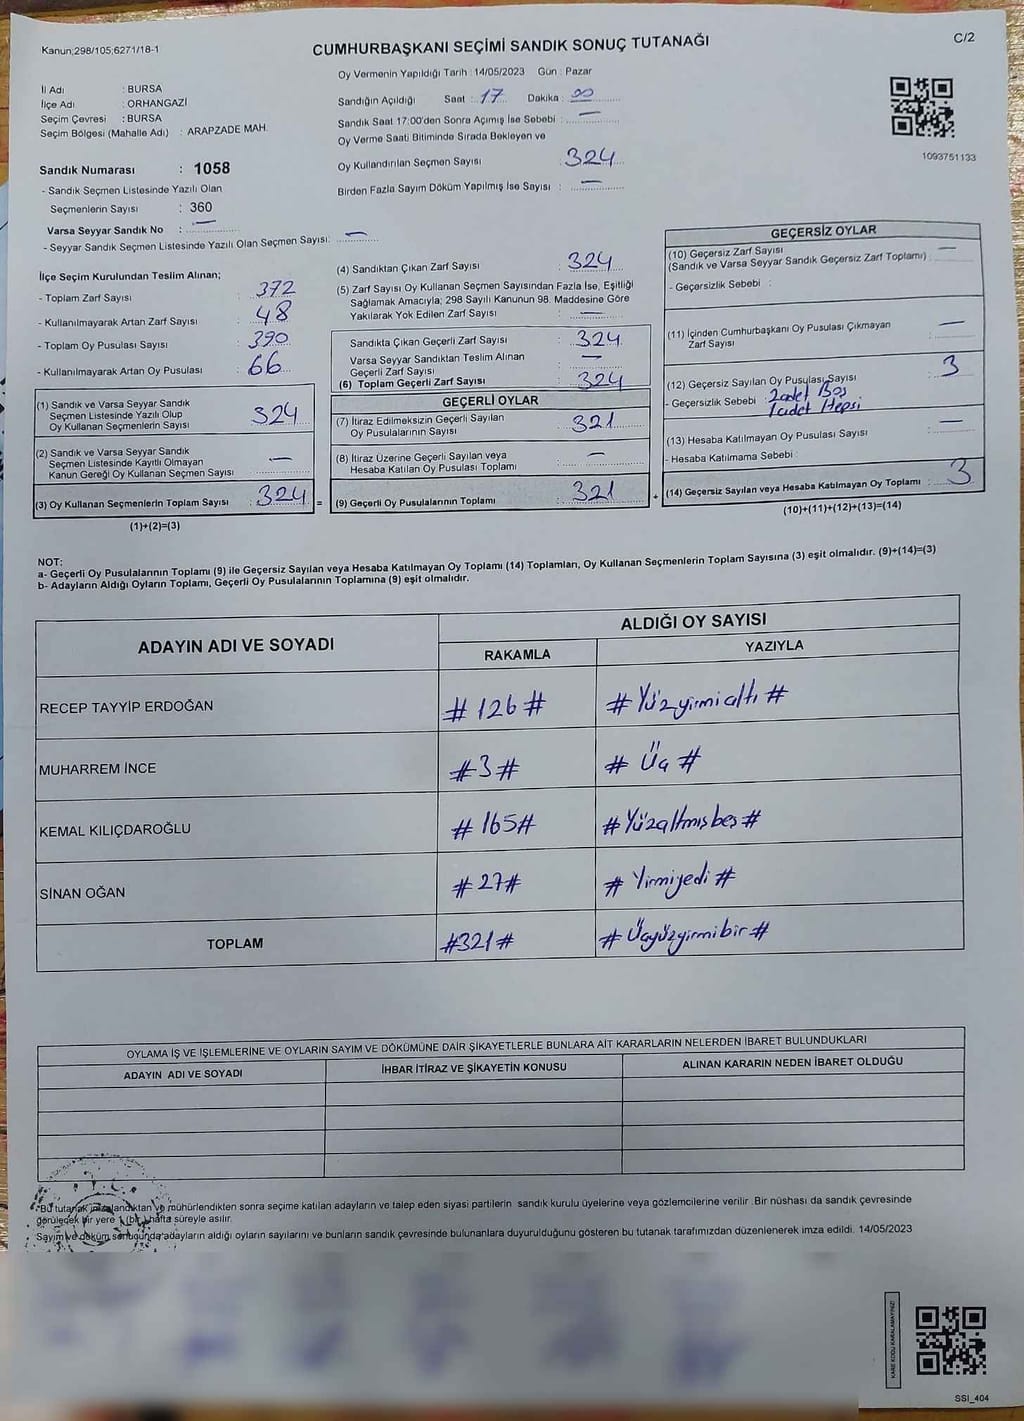 Kanun;298/105;6271/18-1
CUMHURBAŞKANI SEÇİMİ SANDIK SONUÇ TUTANAĞI
C/2
Oy Vermenin Yapıldığı Tarih : 14/05/2023 Gün : Pazar
İl Adı : BURSA
İlçe Adı : ORHANGAZİ
Seçim Çevresi : BURSA
Seçim Bölgesi (Mahalle Adı) : ARAPZADE MAH.
Sandığın Açıldığı Saat : 17 Dakika : 00
Sandık Saat 17:00'den Sonra Açımış İse Sebebi : —
Oy Verme Saati Bitiminde Sırada Bekleyen ve
Oy Kullandırılan Seçmen Sayısı : 324
Birden Fazla Sayım Döküm Yapılmış İse Sayısı : —
1093751133
Sandık Numarası : 1058
- Sandık Seçmen Listesinde Yazılı Olan
Seçmenlerin Sayısı : 360
Varsa Seyyar Sandık No : —
- Seyyar Sandık Seçmen Listesinde Yazılı Olan Seçmen Sayısı: —
İlçe Seçim Kurulundan Teslim Alınan;
- Toplam Zarf Sayısı : 372
- Kullanılmayarak Artan Zarf Sayısı : 48
- Toplam Oy Pusulası Sayısı : 390
- Kullanılmayarak Artan Oy Pusulası : 66
(1) Sandık ve Varsa Seyyar Sandık
Seçmen Listesinde Yazılı Olup
Oy Kullanan Seçmenlerin Sayısı : 324
(2) Sandık ve Varsa Seyyar Sandık
Seçmen Listesinde Kayıtlı Olmayan
Kanun Gereği Oy Kullanan Seçmen Sayısı : —
(3) Oy Kullanan Seçmenlerin Toplam Sayısı : 324 =
(1)+(2)=(3)
(4) Sandıktan Çıkan Zarf Sayısı : 324
(5) Zarf Sayısı Oy Kullanan Seçmen Sayısından Fazla İse, Eşitliği
Sağlamak Amacıyla; 298 Sayılı Kanunun 98. Maddesine Göre
Yakılarak Yok Edilen Zarf Sayısı : —
Sandıkta Çıkan Geçerli Zarf Sayısı : 324
Varsa Seyyar Sandıktan Teslim Alınan
Geçerli Zarf Sayısı : —
(6) Toplam Geçerli Zarf Sayısı : 324
GEÇERLİ OYLAR
(7) İtiraz Edilmeksizin Geçerli Sayılan
Oy Pusulalarının Sayısı : 321
(8) İtiraz Üzerine Geçerli Sayılan veya
Hesaba Katılan Oy Pusulası Toplamı : —
(9) Geçerli Oy Pusulalarının Toplamı : 321 +
GEÇERSİZ OYLAR
(10) Geçersiz Zarf Sayısı
(Sandık ve Varsa Seyyar Sandık Geçersiz Zarf Toplamı) : —
- Geçersizlik Sebebi :
(11) İçinden Cumhurbaşkanı Oy Pusulası Çıkmayan
Zarf Sayısı : —
(12) Geçersiz Sayılan Oy Pusulası Sayısı : 3
- Geçersizlik Sebebi : 2 adet Boş
1 adet Hepsi
(13) Hesaba Katılmayan Oy Pusulası Sayısı : —
- Hesaba Katılmama Sebebi :
(14) Geçersiz Sayılan veya Hesaba Katılmayan Oy Toplamı : 3
(10)+(11)+(12)+(13)=(14)
NOT:
a- Geçerli Oy Pusulalarının Toplamı (9) ile Geçersiz Sayılan veya Hesaba Katılmayan Oy Toplamı (14) Toplamları, Oy Kullanan Seçmenlerin Toplam Sayısına (3) eşit olmalıdır. (9)+(14)=(3)
b- Adayların Aldığı Oyların Toplamı, Geçerli Oy Pusulalarının Toplamına (9) eşit olmalıdır.
ADAYIN ADI VE SOYADI
ALDIĞI OY SAYISI
RAKAMLA YAZIYLA
RECEP TAYYİP ERDOĞAN # 126 # # Yüzyirmialtı #
MUHARREM İNCE #3# # Üç #
KEMAL KILIÇDAROĞLU # 165# #Yüzaltmışbeş#
SİNAN OĞAN # 27# # Yirmiyedi #
TOPLAM #321 # # Üçyüzyirmibir #
OYLAMA İŞ VE İŞLEMLERİNE VE OYLARIN SAYIM VE DÖKÜMÜNE DAİR ŞİKAYETLERLE BUNLARA AİT KARARLARIN NELERDEN İBARET BULUNDUKLARI
ADAYIN ADI VE SOYADI İHBAR İTİRAZ VE ŞİKAYETİN KONUSU ALINAN KARARIN NEDEN İBARET OLDUĞU
Bu tutanak imzalandıktan ve mühürlendikten sonra seçime katılan adayların ve talep eden siyasi partilerin sandık kurulu üyelerine veya gözlemcilerine verilir .Bir nüshası da sandık çevresinde
görülecek bir yere 1 (bir) hafta süreyle asılır.
Sayım ve döküm sonucunda adayların aldığı oyların sayılarını ve bunların sandık çevresinde bulunanlara duyurulduğunu gösteren bu tutanak tarafımızdan düzenlenerek imza edildi. 14/05/2023
KARE KODU KARALAMAYINIZ!
SSI_404